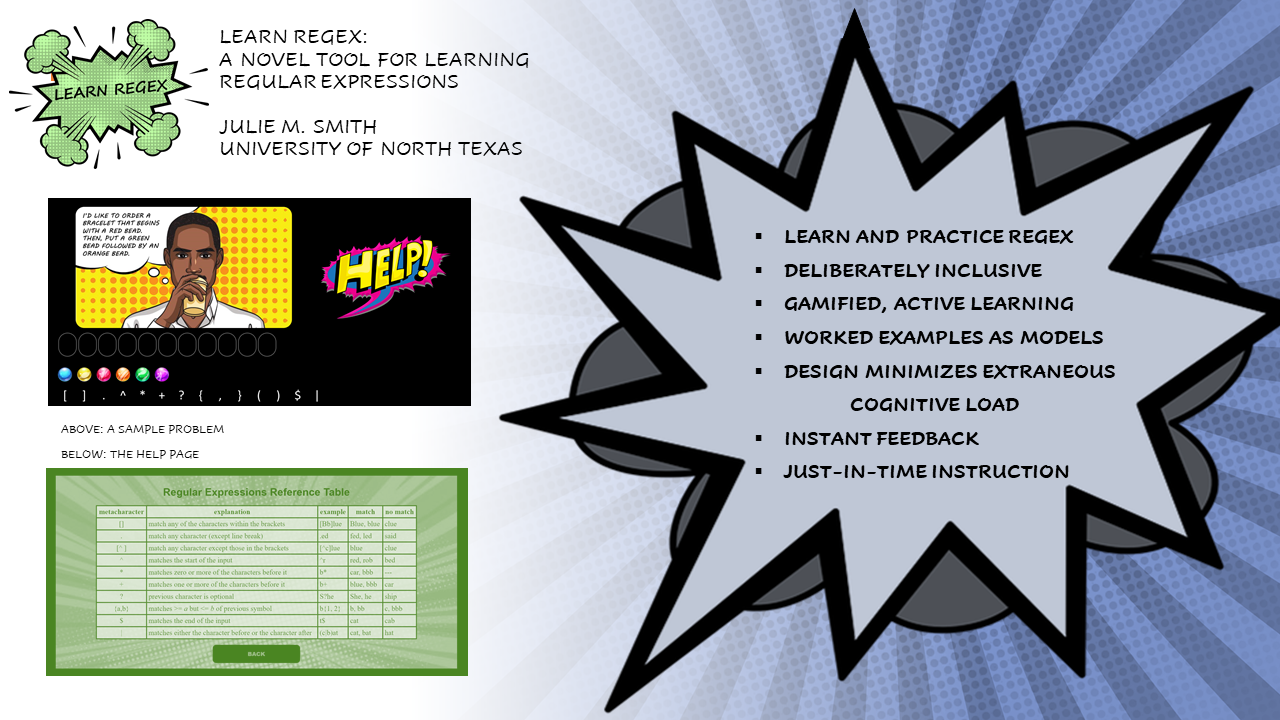 LEARN REGEX
LEARN REGEX:
A NOVEL TOOL FOR LEARNING
REGULAR EXPRESSIONS
JULIE M. SMITH
UNIVERSITY OF NORTH TEXAS
I'D LIKE TO ORDER A
BRACELET THAT BEGINS
WITH A RED BEAD.
THEN, PUT A GREEN
BEAD FOLLOWED BY AN
ORANGE BEAD.
HELP!
[ ] . ^ * + ? { , } ( ) $ |
ABOVE: A SAMPLE PROBLEM
BELOW: THE HELP PAGE
Regular Expressions Reference Table
metacharacter explanation example match no match
[] match any of the characters within the brackets [Bb]lue Blue, blue clue
. match any character (except line break) .ed fed, led said
[^ ] match any character except those in the brackets [^c]lue blue clue
^ matches the start of the input ^r red, rob bed
* matches zero or more of the characters before it b* car, bbb ---
+ matches one or more of the characters before it b+ blue, bbb car
? previous character is optional S?he She, he ship
{a,b} matches >= a but <= b of previous symbol b{1, 2} b, bb c, bbb
$ matches the end of the input t$ cat cab
| matches either the character before or the character after (c|b)at cat, bat hat
BACK
▪ LEARN AND PRACTICE REGEX
▪ DELIBERATELY INCLUSIVE
▪ GAMIFIED, ACTIVE LEARNING
▪ WORKED EXAMPLES AS MODELS
▪ DESIGN MINIMIZES EXTRANEOUS
COGNITIVE LOAD
▪ INSTANT FEEDBACK
▪ JUST-IN-TIME INSTRUCTION